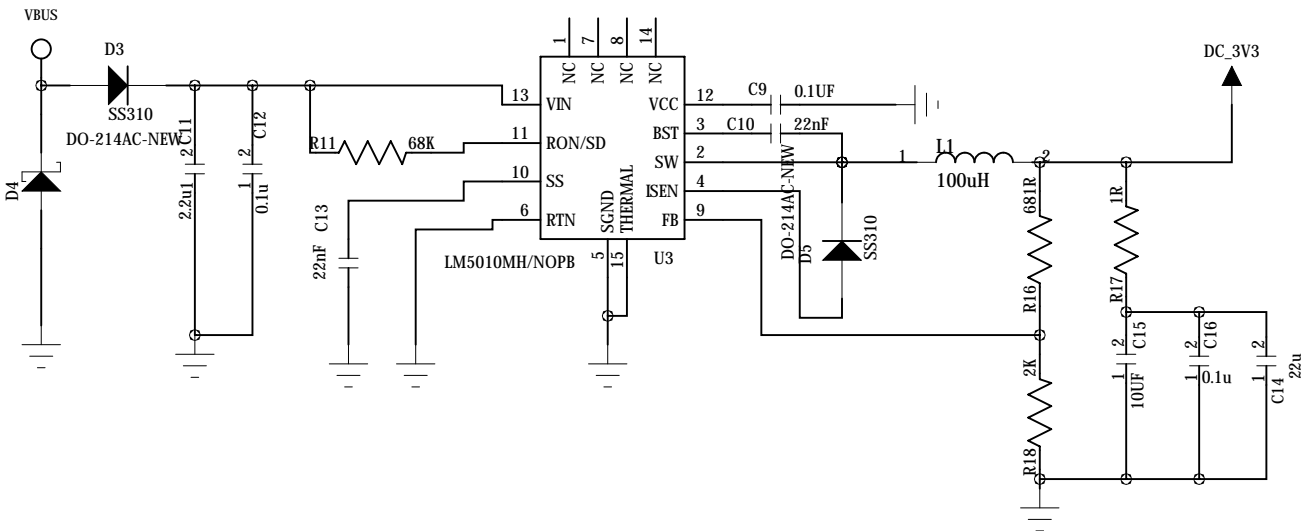 VBUS
D3
SS310
DO-214AC-NEW
D4
C11
2
1
2.2u
C12
2
1
0.1u
R11
68K
C13
22nF
1
NC
7
NC
8
NC
14
NC
13
VIN
11
RON/SD
10
SS
6
RTN
VCC
12
BST
3
SW
2
ISEN
4
FB
9
SGND
THERMAL
5
15
LM5010MH/NOPB
U3
C9
0.1UF
C10
22nF
DO-214AC-NEW
D5
SS310
1
L1
2
100uH
DC_3V3
681R
R16
1R
R17
2K
R18
2
C15
1
10UF
2
C16
1
0.1u
2
1
C14
22u